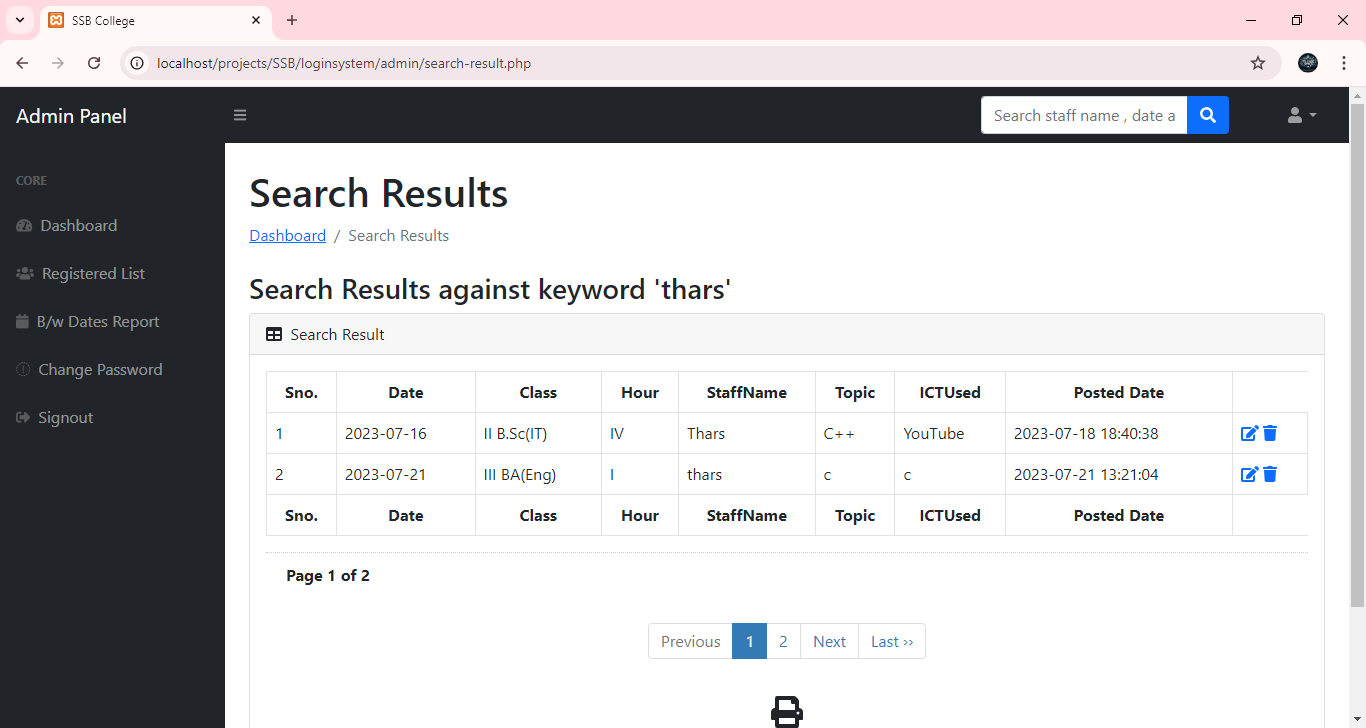 SSB College
localhost/projects/SSB/loginsystem/admin/search-result.php
Admin Panel
Search staff name , date a
CORE
Dashboard
Registered List
B/w Dates Report
Change Password
Signout
Search Results
Dashboard / Search Results
Search Results against keyword 'thars'
Search Result
Sno. Date Class Hour StaffName Topic ICTUsed Posted Date
1 2023-07-16 II B.Sc(IT) IV Thars C++ YouTube 2023-07-18 18:40:38
2 2023-07-21 III BA(Eng) I thars c c 2023-07-21 13:21:04
Sno. Date Class Hour StaffName Topic ICTUsed Posted Date
Page 1 of 2
Previous 1 2 Next Last ››